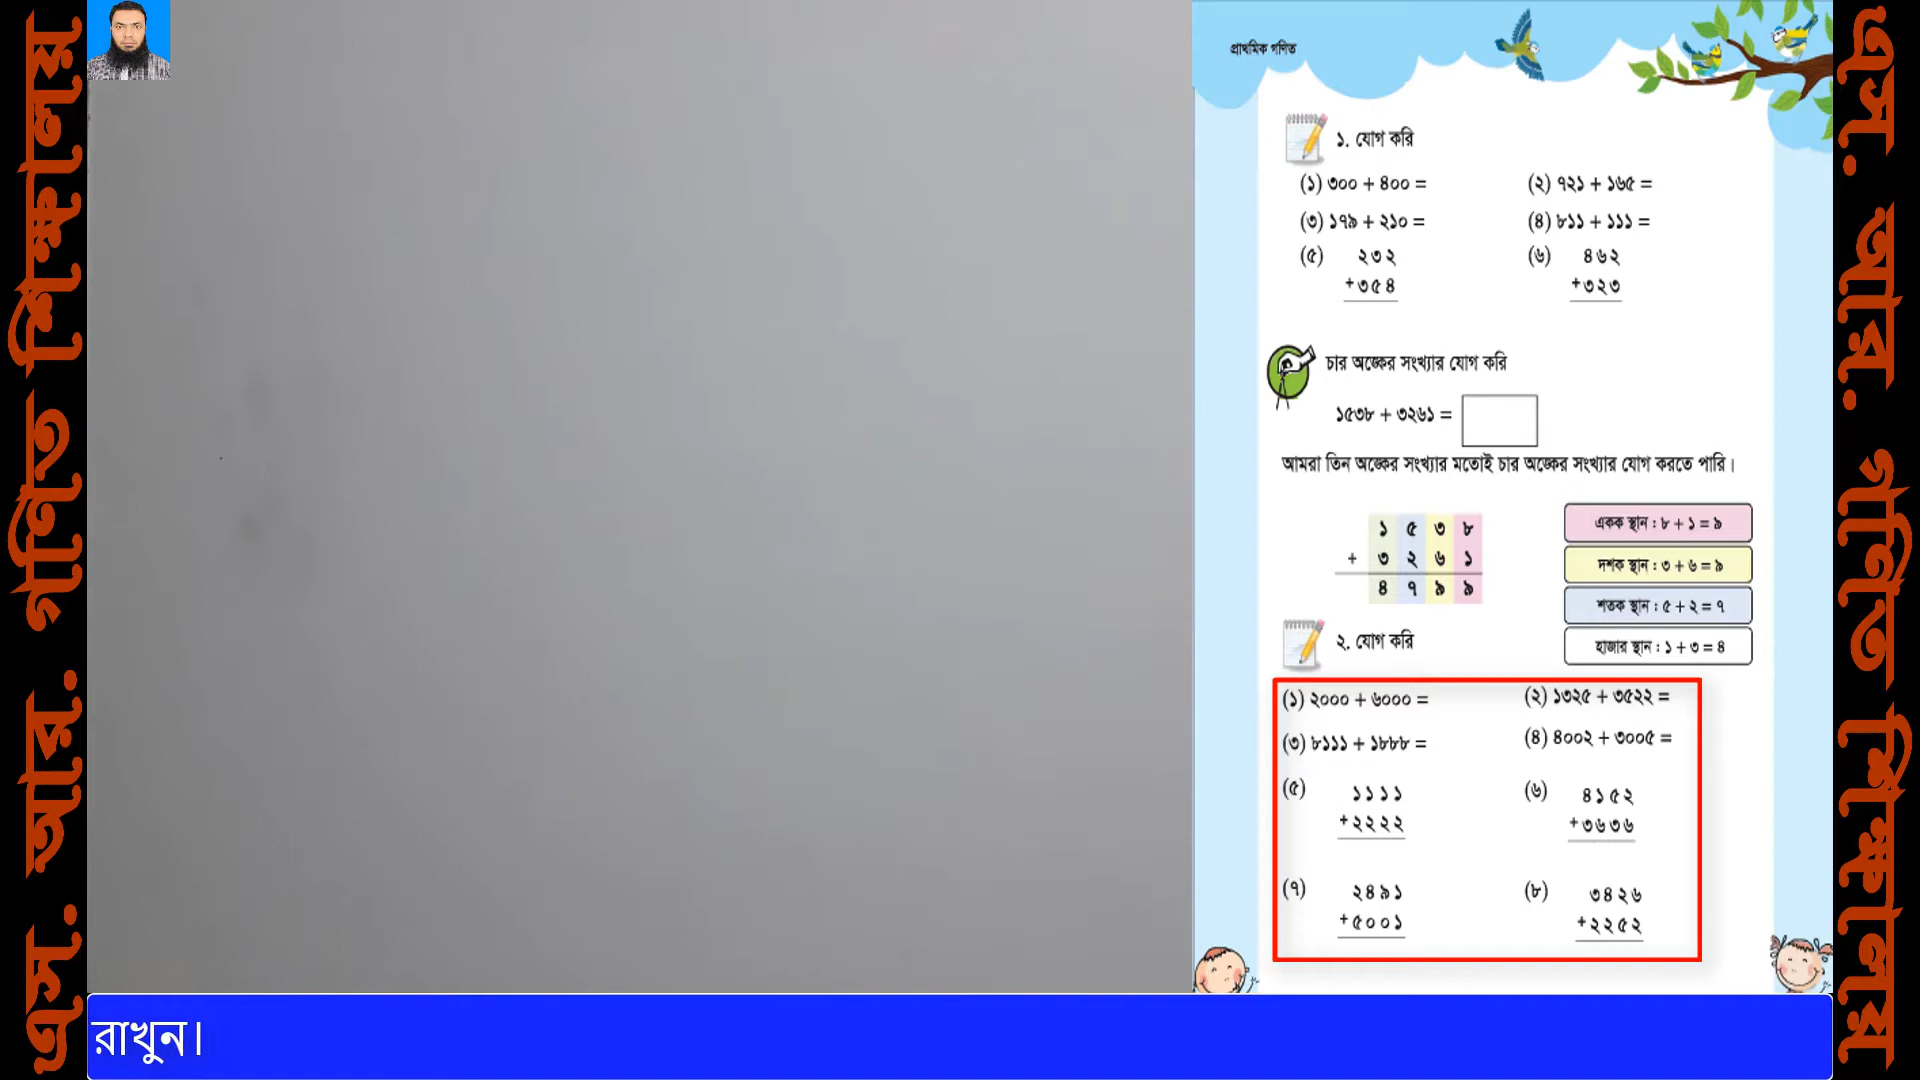 এস. আর. গণিত শিক্ষালয়
প্রাথমিক গণিত
১. যোগ করি
(১) ৩০০ + ৪০০ =
(২) ৭২১ + ১৬৫ =
(৩) ১৭৯ + ২১০ =
(৪) ৮১১ + ১১১ =
(৫) ২৩২
+৩৫৪
(৬) ৪৬২
+৩২৩
চার অঙ্কের সংখ্যার যোগ করি
১৫৩৮ + ৩২৬১ =
আমরা তিন অঙ্কের সংখ্যার মতোই চার অঙ্কের সংখ্যার যোগ করতে পারি।
১ ৫ ৩ ৮
+ ৩ ২ ৬ ১
৪ ৭ ৯ ৯
একক স্থান : ৮ + ১ = ৯
দশক স্থান : ৩ + ৬ = ৯
শতক স্থান : ৫ + ২ = ৭
হাজার স্থান : ১ + ৩ = ৪
২. যোগ করি
(১) ২০০০ + ৬০০০ =
(২) ১৩২৫ + ৩৫২২ =
(৩) ৮১১১ + ১৮৮৮ =
(৪) ৪০০২ + ৩০০৫ =
(৫) ১১১১
+২২২২
(৬) ৪১৫২
+৩৬৩৬
(৭) ২৪৯১
+৫০০১
(৮) ৩৪২৬
+২২৫২
রাখুন।
এস. আর. গণিত শিক্ষালয়